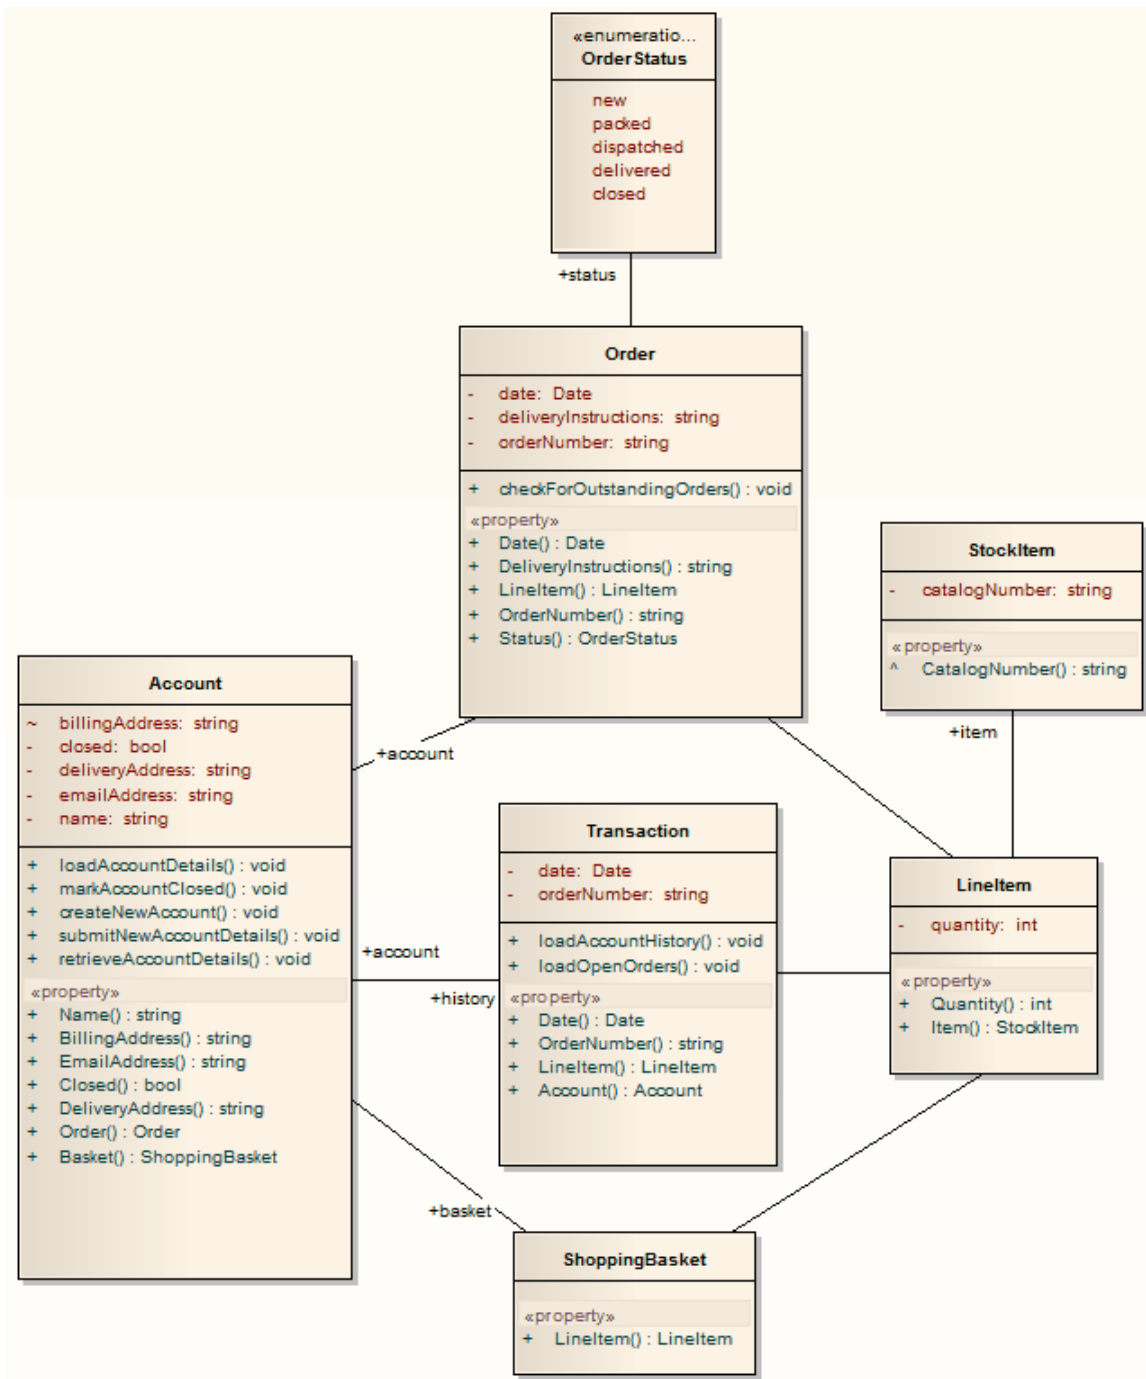 «enumeratio...
OrderStatus
new
packed
dispatched
delivered
closed
+status
Order
- date: Date
- deliveryInstructions: string
- orderNumber: string
+ checkForOutstandingOrders() : void
«property»
+ Date() : Date
+ DeliveryInstructions() : string
+ LineItem() : LineItem
+ OrderNumber() : string
+ Status() : OrderStatus
StockItem
- catalogNumber: string
«property»
^ CatalogNumber() : string
+item
Account
~ billingAddress: string
- closed: bool
- deliveryAddress: string
- emailAddress: string
- name: string
+ loadAccountDetails() : void
+ markAccountClosed() : void
+ createNewAccount() : void
+ submitNewAccountDetails() : void
+ retrieveAccountDetails() : void
«property»
+ Name() : string
+ BillingAddress() : string
+ EmailAddress() : string
+ Closed() : bool
+ DeliveryAddress() : string
+ Order() : Order
+ Basket() : ShoppingBasket
+account
+account
+history
+basket
Transaction
- date: Date
- orderNumber: string
+ loadAccountHistory() : void
+ loadOpenOrders() : void
«property»
+ Date() : Date
+ OrderNumber() : string
+ LineItem() : LineItem
+ Account() : Account
LineItem
- quantity: int
«property»
+ Quantity() : int
+ Item() : StockItem
ShoppingBasket
«property»
+ LineItem() : LineItem